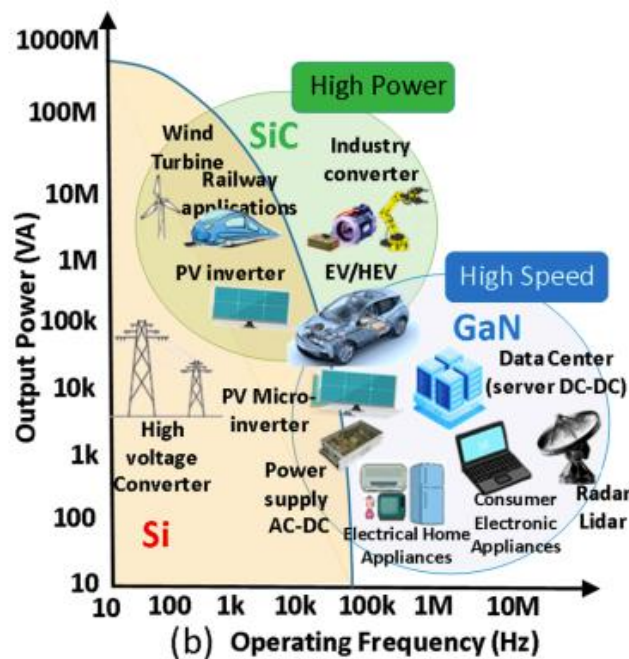 1000M
100M
10M
1M
100k
10k
1k
100
10
Output Power (VA)
High Power
SiC
Wind
Turbine
Railway
applications
Industry
converter
PV inverter
EV/HEV
High Speed
GaN
Data Center
(server DC-DC)
PV Micro-
inverter
High
voltage
Converter
Power
supply
AC-DC
Si
Electrical Home
Appliances
Consumer
Electronic
Appliances
Radar
Lidar
10 100 1k 10k 100k 1M 10M
(b) Operating Frequency (Hz)